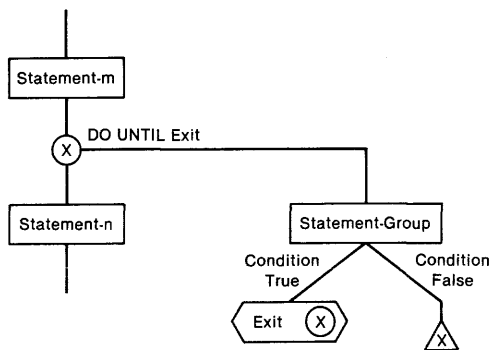 Statement-m
X
DO UNTIL Exit
Statement-n
Statement-Group
Condition
True
Condition
False
Exit
X
X